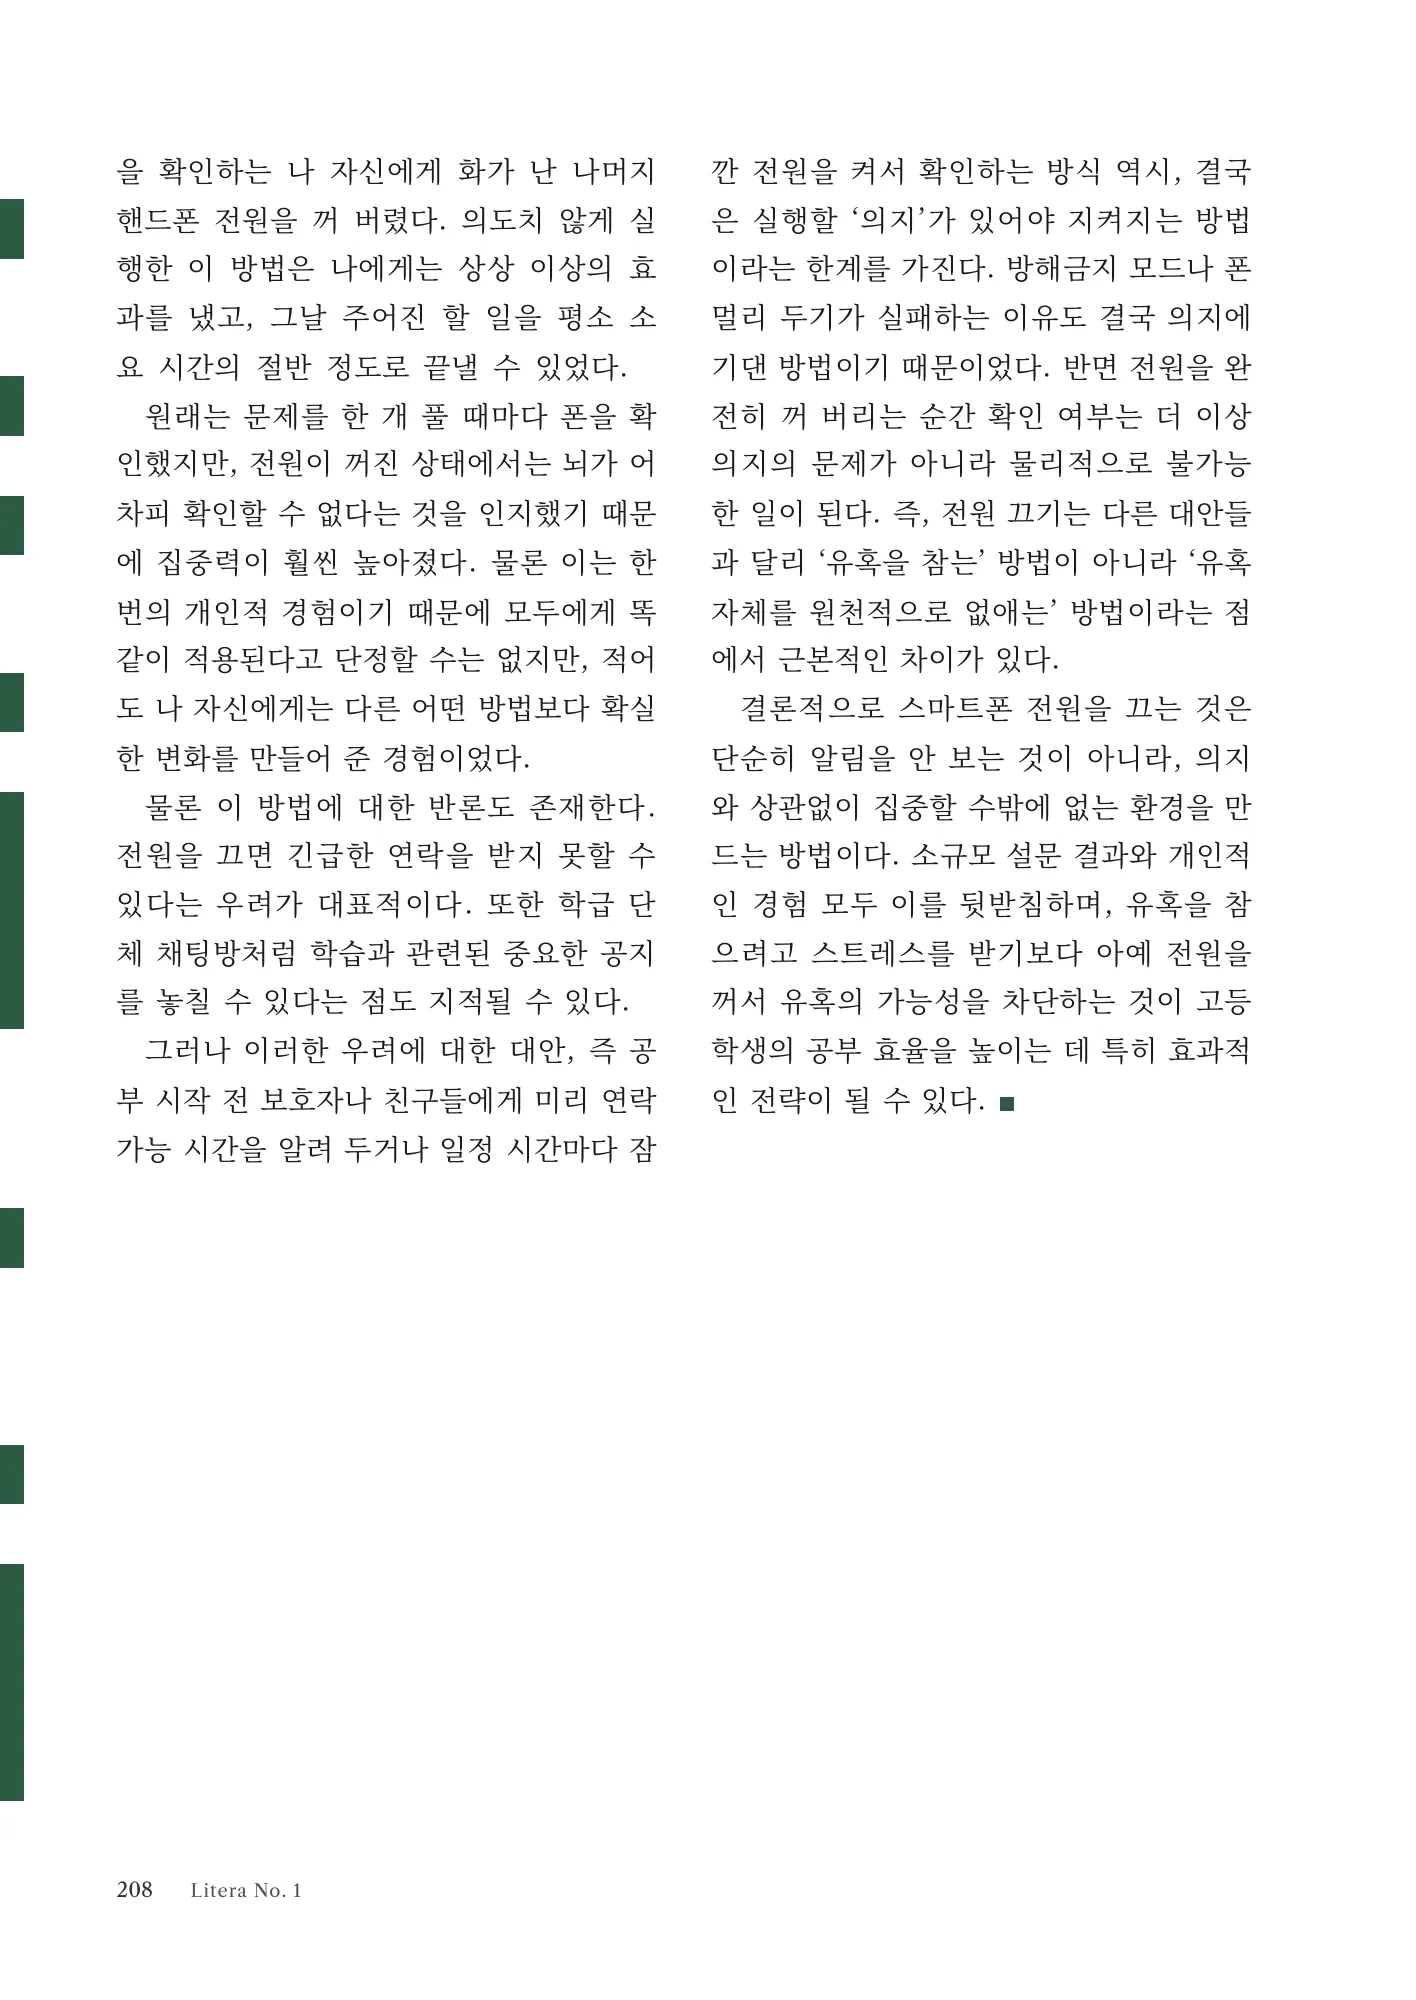 을 확인하는 나 자신에게 화가 난 나머지
핸드폰 전원을 꺼 버렸다. 의도치 않게 실
행한 이 방법은 나에게는 상상 이상의 효
과를 냈고, 그날 주어진 할 일을 평소 소
요 시간의 절반 정도로 끝낼 수 있었다.
원래는 문제를 한 개 풀 때마다 폰을 확
인했지만, 전원이 꺼진 상태에서는 뇌가 어
차피 확인할 수 없다는 것을 인지했기 때문
에 집중력이 훨씬 높아졌다. 물론 이는 한
번의 개인적 경험이기 때문에 모두에게 똑
같이 적용된다고 단정할 수는 없지만, 적어
도 나 자신에게는 다른 어떤 방법보다 확실
한 변화를 만들어 준 경험이었다.
물론 이 방법에 대한 반론도 존재한다.
전원을 끄면 긴급한 연락을 받지 못할 수
있다는 우려가 대표적이다. 또한 학급 단
체 채팅방처럼 학습과 관련된 중요한 공지
를 놓칠 수 있다는 점도 지적될 수 있다.
그러나 이러한 우려에 대한 대안, 즉 공
부 시작 전 보호자나 친구들에게 미리 연락
가능 시간을 알려 두거나 일정 시간마다 잠
깐 전원을 켜서 확인하는 방식 역시, 결국
은 실행할 ‘의지’가 있어야 지켜지는 방법
이라는 한계를 가진다. 방해금지 모드나 폰
멀리 두기가 실패하는 이유도 결국 의지에
기댄 방법이기 때문이었다. 반면 전원을 완
전히 꺼 버리는 순간 확인 여부는 더 이상
의지의 문제가 아니라 물리적으로 불가능
한 일이 된다. 즉, 전원 끄기는 다른 대안들
과 달리 ‘유혹을 참는’ 방법이 아니라 ‘유혹
자체를 원천적으로 없애는’ 방법이라는 점
에서 근본적인 차이가 있다.
결론적으로 스마트폰 전원을 끄는 것은
단순히 알림을 안 보는 것이 아니라, 의지
와 상관없이 집중할 수밖에 없는 환경을 만
드는 방법이다. 소규모 설문 결과와 개인적
인 경험 모두 이를 뒷받침하며, 유혹을 참
으려고 스트레스를 받기보다 아예 전원을
꺼서 유혹의 가능성을 차단하는 것이 고등
학생의 공부 효율을 높이는 데 특히 효과적
인 전략이 될 수 있다. ■
208 Litera No. 1